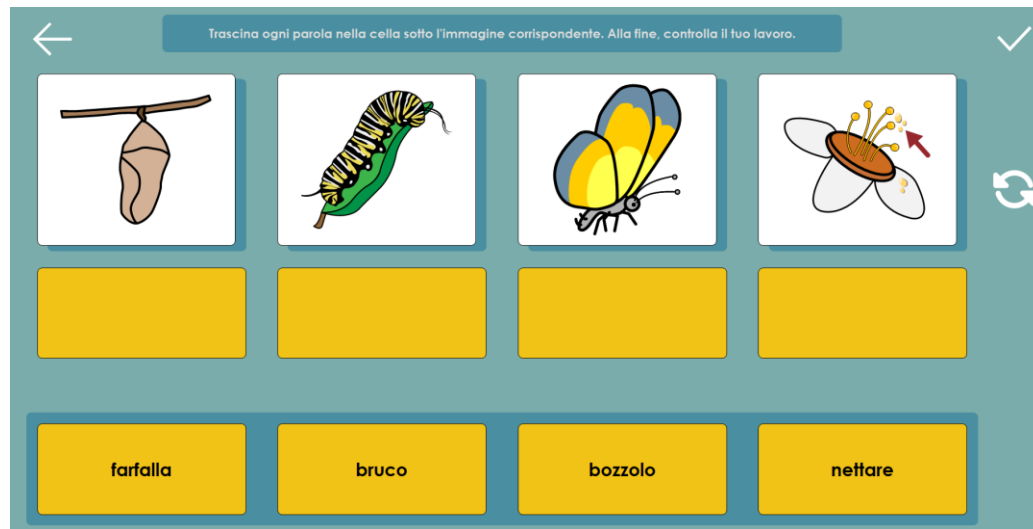 Trascina ogni parola nella cella sotto l'immagine corrispondente. Alla fine, controlla il tuo lavoro.
farfalla
bruco
bozzolo
nettare